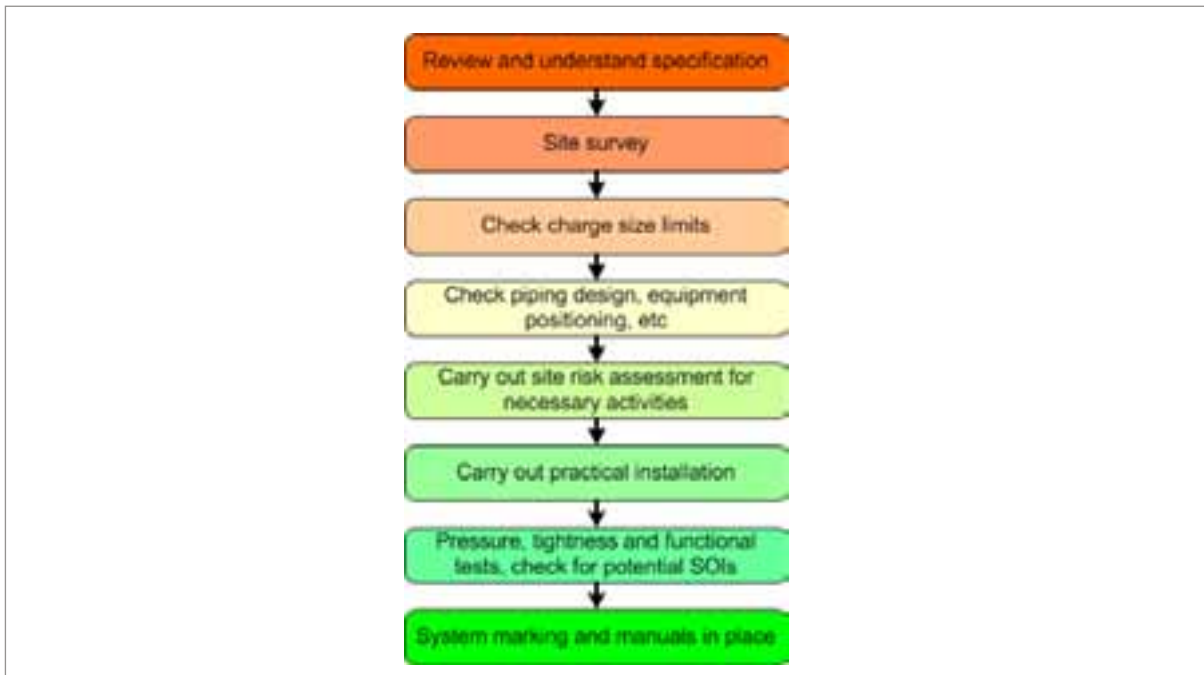 Review and understand specification
Site survey
Check charge size limits
Check piping design, equipment
positioning, etc
Carry out site risk assessment for
necessary activities
Carry out practical installation
Pressure, tightness and functional
tests, check for potential SOIs
System marking and manuals in place